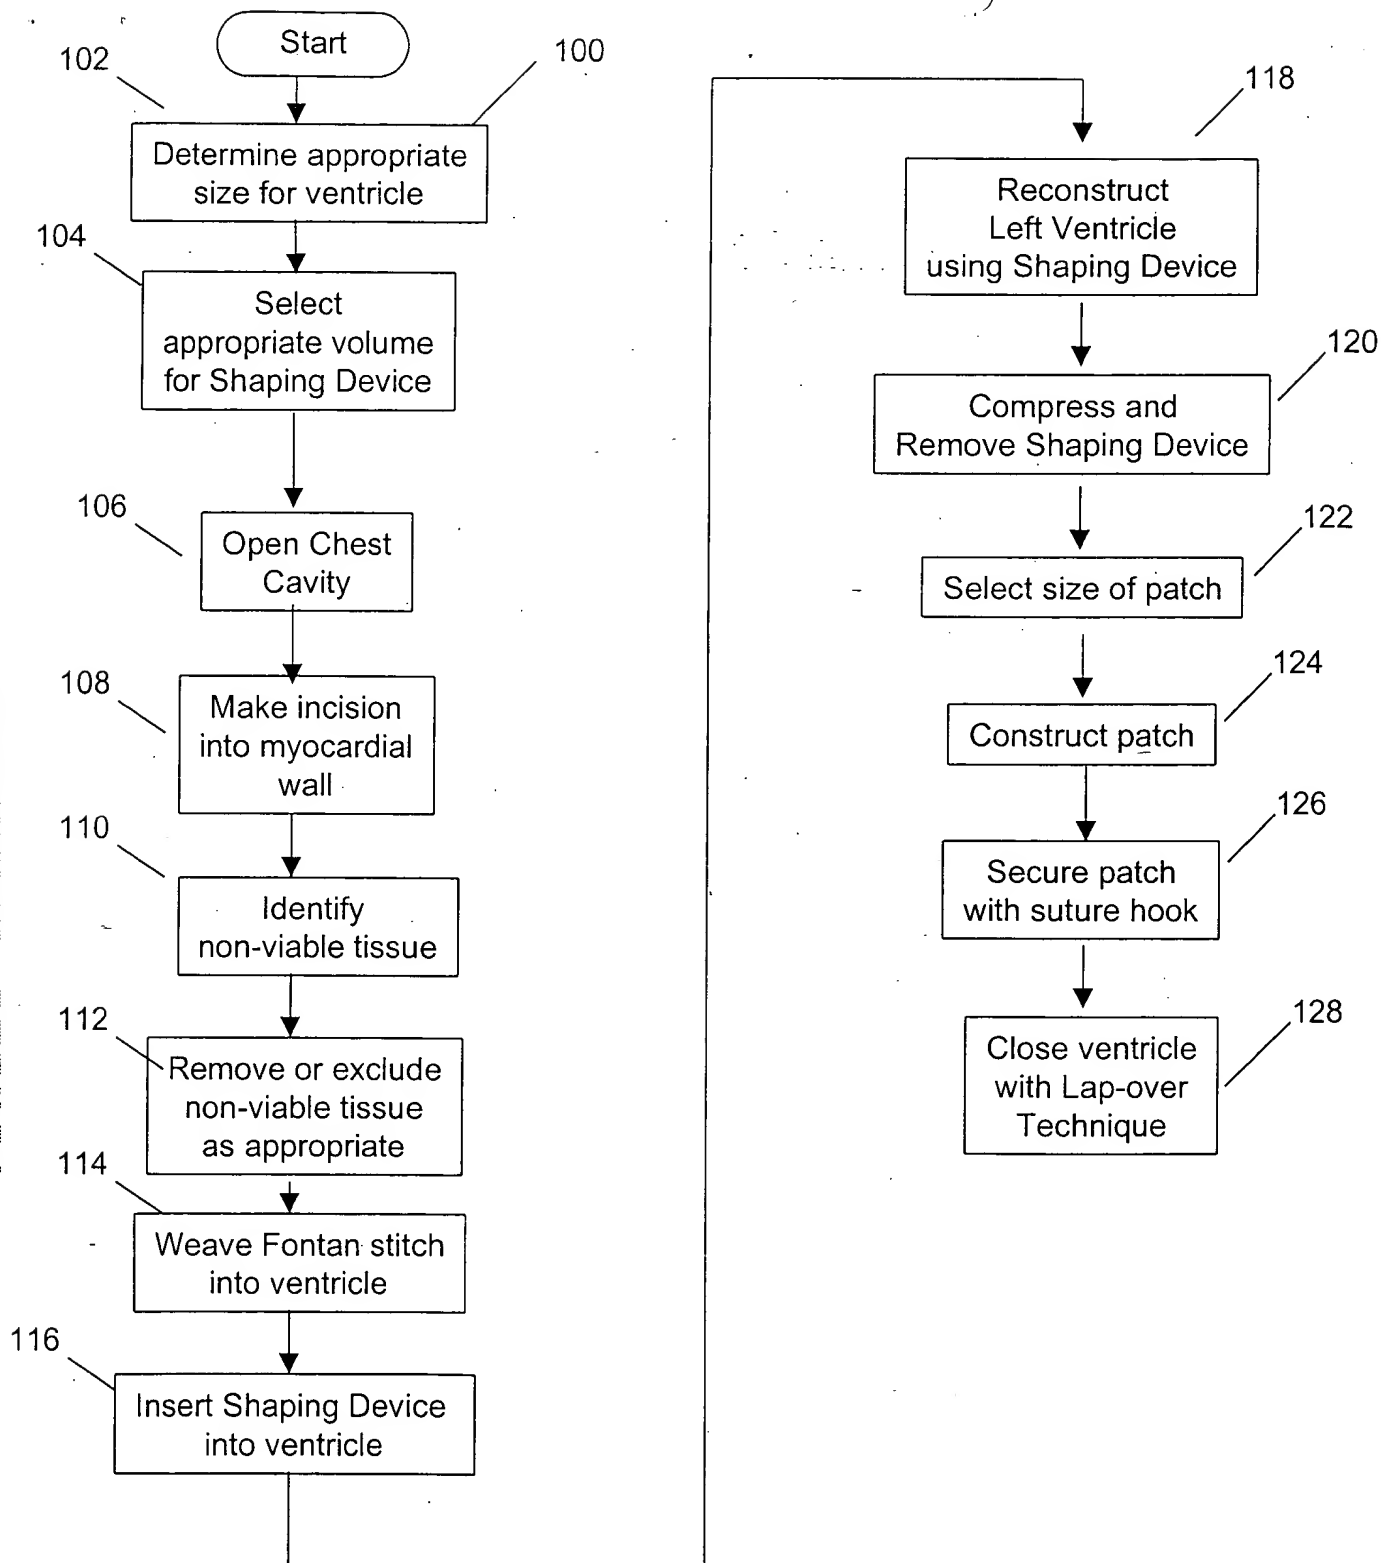 Start
102
100
Determine appropriate
size for ventricle
104
Select
appropriate volume
for Shaping Device
106
Open Chest
Cavity
108
Make incision
into myocardial
wall
110
Identify
non-viable tissue
112
Remove or exclude
non-viable tissue
as appropriate
114
Weave Fontan stitch
into ventricle
116
Insert Shaping Device
into ventricle
118
Reconstruct
Left Ventricle
using Shaping Device
120
Compress and
Remove Shaping Device
122
Select size of patch
124
Construct patch
126
Secure patch
with suture hook
128
Close ventricle
with Lap-over
Technique